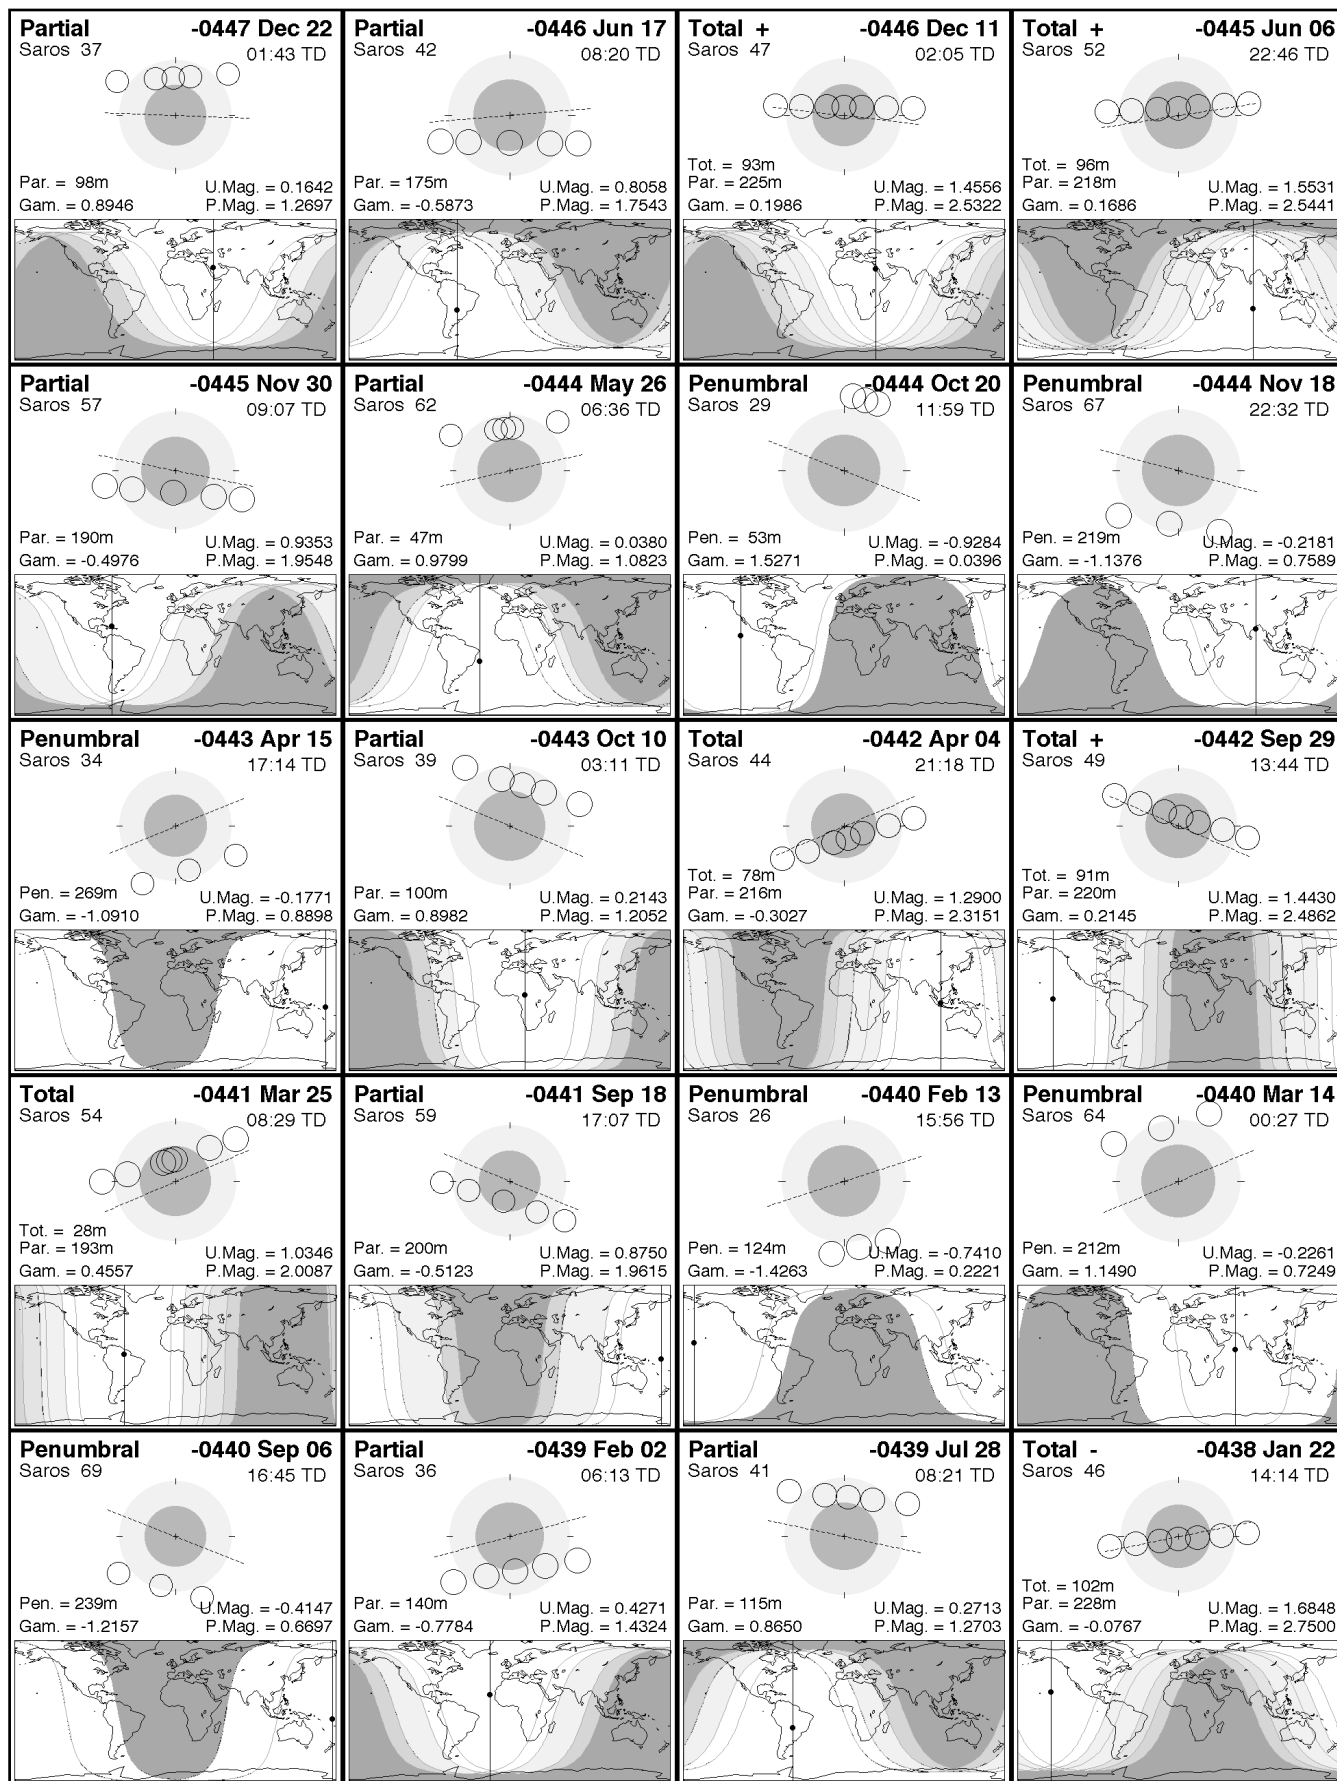 Partial -0447 Dec 22
Saros 37 01:43 TD
Par. = 98m U.Mag. = 0.1642
Gam. = 0.8946 P.Mag. = 1.2697
Partial -0446 Jun 17
Saros 42 08:20 TD
Par. = 175m U.Mag. = 0.8058
Gam. = -0.5873 P.Mag. = 1.7543
Total + -0446 Dec 11
Saros 47 02:05 TD
Tot. = 93m
Par. = 225m U.Mag. = 1.4556
Gam. = 0.1986 P.Mag. = 2.5322
Total + -0445 Jun 06
Saros 52 22:46 TD
Tot. = 96m
Par. = 218m U.Mag. = 1.5531
Gam. = 0.1686 P.Mag. = 2.5441
Partial -0445 Nov 30
Saros 57 09:07 TD
Par. = 190m U.Mag. = 0.9353
Gam. = -0.4976 P.Mag. = 1.9548
Partial -0444 May 26
Saros 62 06:36 TD
Par. = 47m U.Mag. = 0.0380
Gam. = 0.9799 P.Mag. = 1.0823
Penumbral -0444 Oct 20
Saros 29 11:59 TD
Pen. = 53m U.Mag. = -0.9284
Gam. = 1.5271 P.Mag. = 0.0396
Penumbral -0444 Nov 18
Saros 67 22:32 TD
Pen. = 219m U.Mag. = -0.2181
Gam. = -1.1376 P.Mag. = 0.7589
Penumbral -0443 Apr 15
Saros 34 17:14 TD
Pen. = 269m U.Mag. = -0.1771
Gam. = -1.0910 P.Mag. = 0.8898
Partial -0443 Oct 10
Saros 39 03:11 TD
Par. = 100m U.Mag. = 0.2143
Gam. = 0.8982 P.Mag. = 1.2052
Total -0442 Apr 04
Saros 44 21:18 TD
Tot. = 78m
Par. = 216m U.Mag. = 1.2900
Gam. = -0.3027 P.Mag. = 2.3151
Total + -0442 Sep 29
Saros 49 13:44 TD
Tot. = 91m
Par. = 220m U.Mag. = 1.4430
Gam. = 0.2145 P.Mag. = 2.4862
Total -0441 Mar 25
Saros 54 08:29 TD
Tot. = 28m
Par. = 193m U.Mag. = 1.0346
Gam. = 0.4557 P.Mag. = 2.0087
Partial -0441 Sep 18
Saros 59 17:07 TD
Par. = 200m U.Mag. = 0.8750
Gam. = -0.5123 P.Mag. = 1.9615
Penumbral -0440 Feb 13
Saros 26 15:56 TD
Pen. = 124m U.Mag. = -0.7410
Gam. = -1.4263 P.Mag. = 0.2221
Penumbral -0440 Mar 14
Saros 64 00:27 TD
Pen. = 212m U.Mag. = -0.2261
Gam. = 1.1490 P.Mag. = 0.7249
Penumbral -0440 Sep 06
Saros 69 16:45 TD
Pen. = 239m U.Mag. = -0.4147
Gam. = -1.2157 P.Mag. = 0.6697
Partial -0439 Feb 02
Saros 36 06:13 TD
Par. = 140m U.Mag. = 0.4271
Gam. = -0.7784 P.Mag. = 1.4324
Partial -0439 Jul 28
Saros 41 08:21 TD
Par. = 115m U.Mag. = 0.2713
Gam. = 0.8650 P.Mag. = 1.2703
Total - -0438 Jan 22
Saros 46 14:14 TD
Tot. = 102m
Par. = 228m U.Mag. = 1.6848
Gam. = -0.0767 P.Mag. = 2.7500